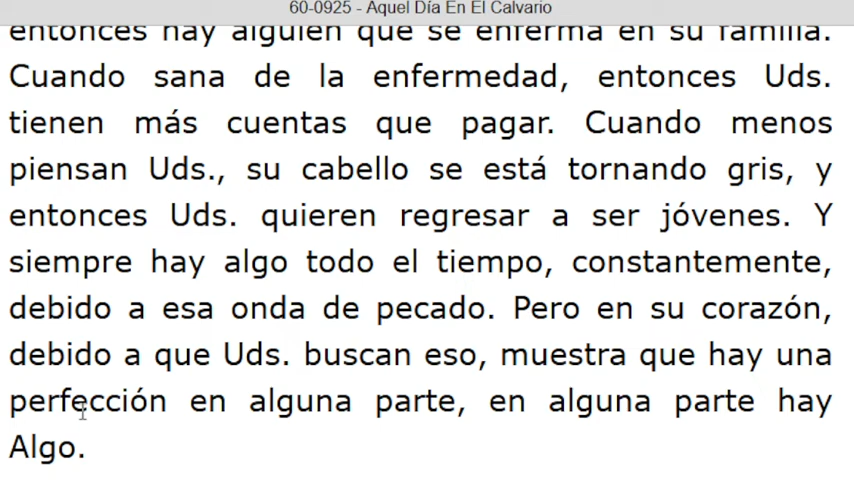 60-0925 - Aquel Día En El Calvario
entonces hay alguien que se enferma en su familia.
Cuando sana de la enfermedad, entonces Uds.
tienen más cuentas que pagar. Cuando menos
piensan Uds., su cabello se está tornando gris, y
entonces Uds. quieren regresar a ser jóvenes. Y
siempre hay algo todo el tiempo, constantemente,
debido a esa onda de pecado. Pero en su corazón,
debido a que Uds. buscan eso, muestra que hay una
perfección en alguna parte, en alguna parte hay
Algo.